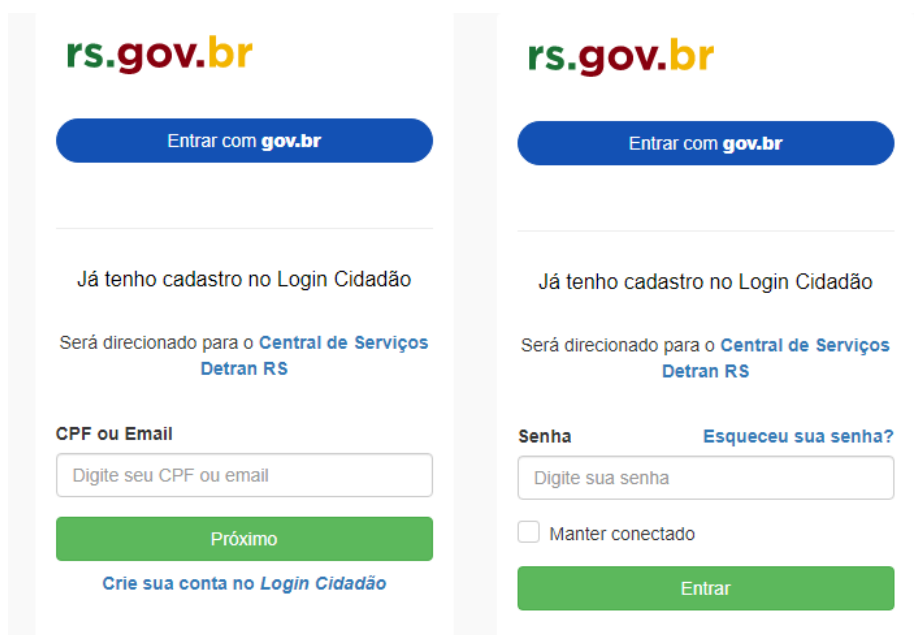 rs.gov.br
Entrar com gov.br
Já tenho cadastro no Login Cidadão
Será direcionado para o Central de Serviços
Detran RS
CPF ou Email
Digite seu CPF ou email
Próximo
Crie sua conta no Login Cidadão
rs.gov.br
Entrar com gov.br
Já tenho cadastro no Login Cidadão
Será direcionado para o Central de Serviços
Detran RS
Senha Esqueceu sua senha?
Digite sua senha
Manter conectado
Entrar